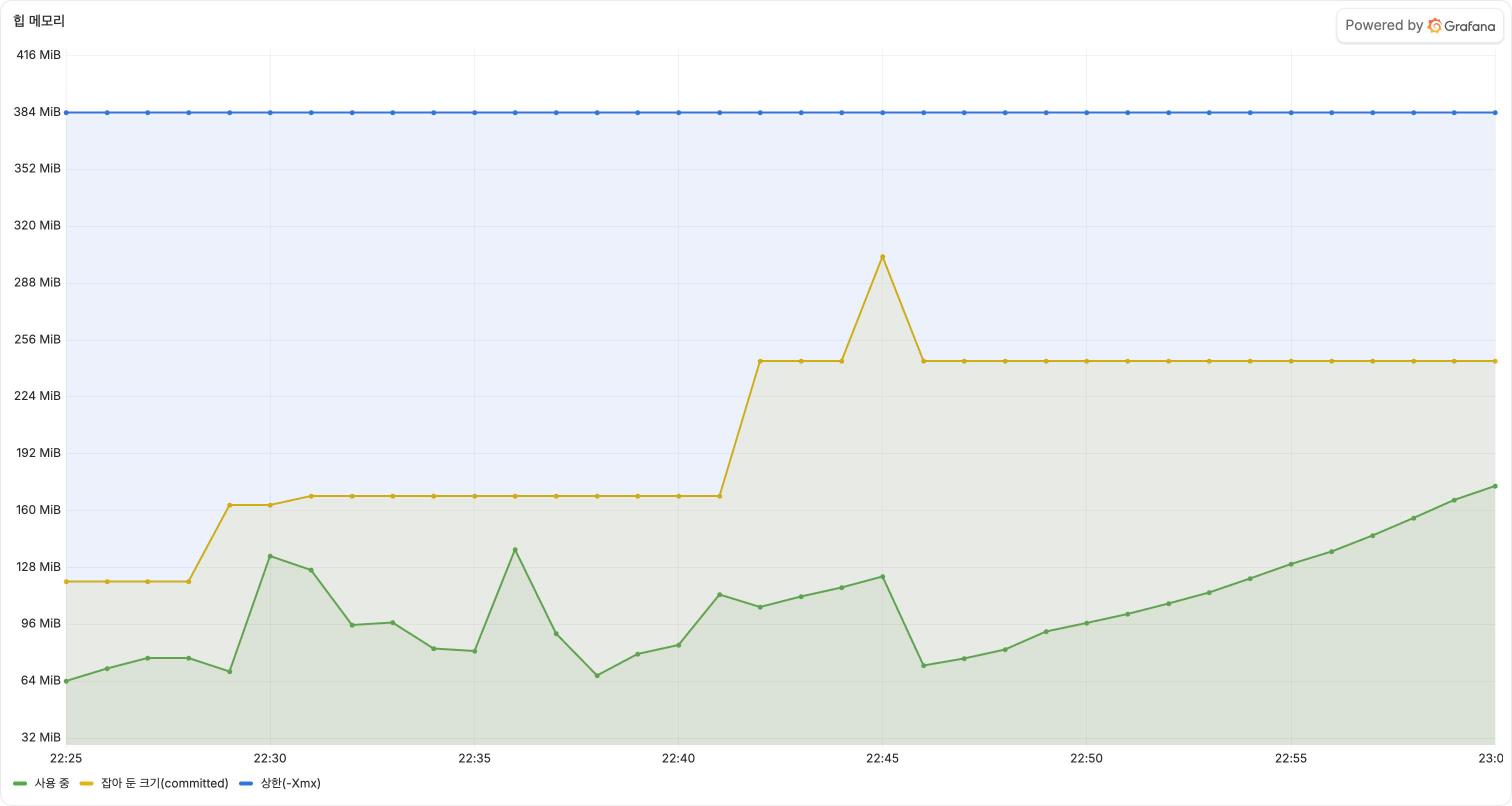 힙 메모리
Powered by Grafana
416 MiB
384 MiB
352 MiB
320 MiB
288 MiB
256 MiB
224 MiB
192 MiB
160 MiB
128 MiB
96 MiB
64 MiB
32 MiB
22:25 22:30 22:35 22:40 22:45 22:50 22:55 23:0
사용 중 잡아 둔 크기(committed) 상한(-Xmx)